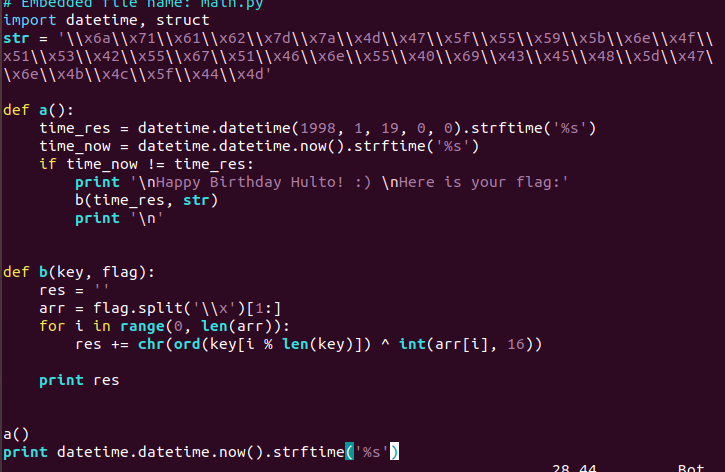 # Embedded file name: main.py
import datetime, struct
str = '\\x6a\\x71\\x61\\x62\\x7d\\x7a\\x4d\\x47\\x5f\\x55\\x59\\x5b\\x6e\\x4f\\
x51\\x53\\x42\\x55\\x67\\x51\\x46\\x6e\\x55\\x40\\x69\\x43\\x45\\x48\\x5d\\x47\
\x6e\\x4b\\x4c\\x5f\\x44\\x4d'
def a():
    time_res = datetime.datetime(1998, 1, 19, 0, 0).strftime('%s')
    time_now = datetime.datetime.now().strftime('%s')
    if time_now != time_res:
        print '\nHappy Birthday Hulto! :) \nHere is your flag:'
        b(time_res, str)
        print '\n'
def b(key, flag):
    res = ''
    arr = flag.split('\\x')[1:]
    for i in range(0, len(arr)):
        res += chr(ord(key[i % len(key)]) ^ int(arr[i], 16))
    print res
a()
print datetime.datetime.now().strftime('%s')
28,44 Bot